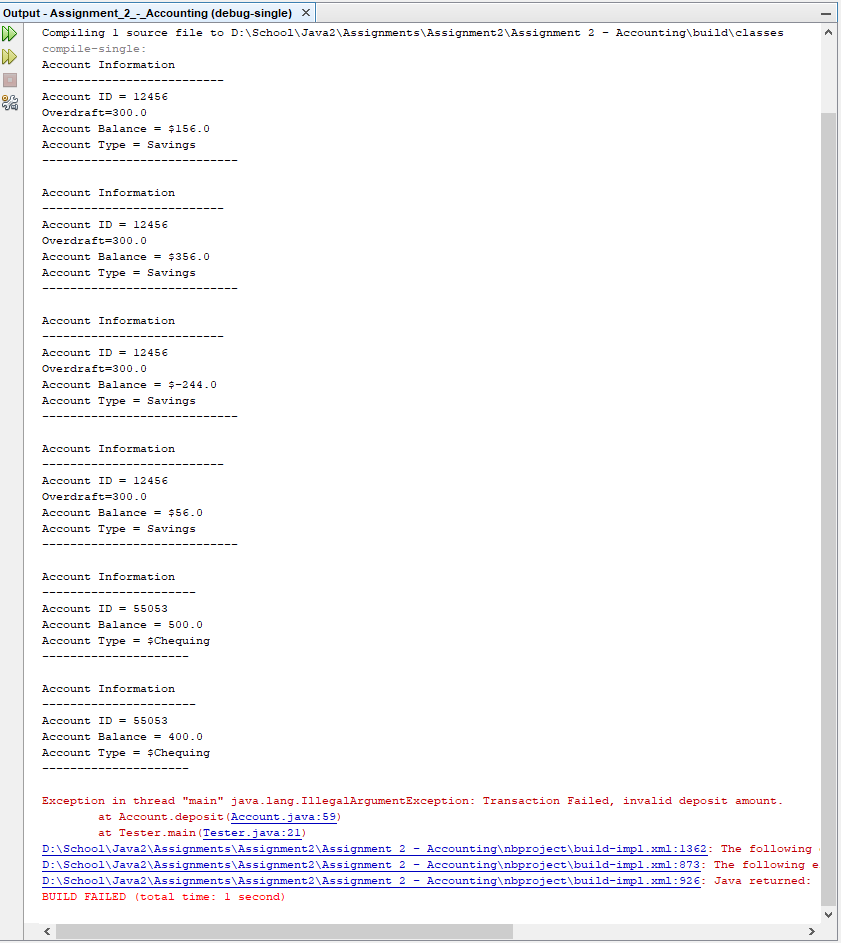 Output - Assignment_2_-_Accounting (debug-single)
Compiling 1 source file to D:\School\Java2\Assignments\Assignment2\Assignment 2 - Accounting\build\classes
compile-single:
Account Information
--------------------------
Account ID = 12456
Overdraft=300.0
Account Balance = $156.0
Account Type = Savings
----------------------------
Account Information
--------------------------
Account ID = 12456
Overdraft=300.0
Account Balance = $356.0
Account Type = Savings
----------------------------
Account Information
--------------------------
Account ID = 12456
Overdraft=300.0
Account Balance = $-244.0
Account Type = Savings
----------------------------
Account Information
--------------------------
Account ID = 12456
Overdraft=300.0
Account Balance = $56.0
Account Type = Savings
----------------------------
Account Information
----------------------
Account ID = 55053
Account Balance = 500.0
Account Type = $Chequing
---------------------
Account Information
----------------------
Account ID = 55053
Account Balance = 400.0
Account Type = $Chequing
---------------------
Exception in thread "main" java.lang.IllegalArgumentException: Transaction Failed, invalid deposit amount.
at Account.deposit(Account.java:59)
at Tester.main(Tester.java:21)
D:\School\Java2\Assignments\Assignment2\Assignment 2 - Accounting\nbproject\build-impl.xml:1362: The following
D:\School\Java2\Assignments\Assignment2\Assignment 2 - Accounting\nbproject\build-impl.xml:873: The following e
D:\School\Java2\Assignments\Assignment2\Assignment 2 - Accounting\nbproject\build-impl.xml:926: Java returned:
BUILD FAILED (total time: 1 second)